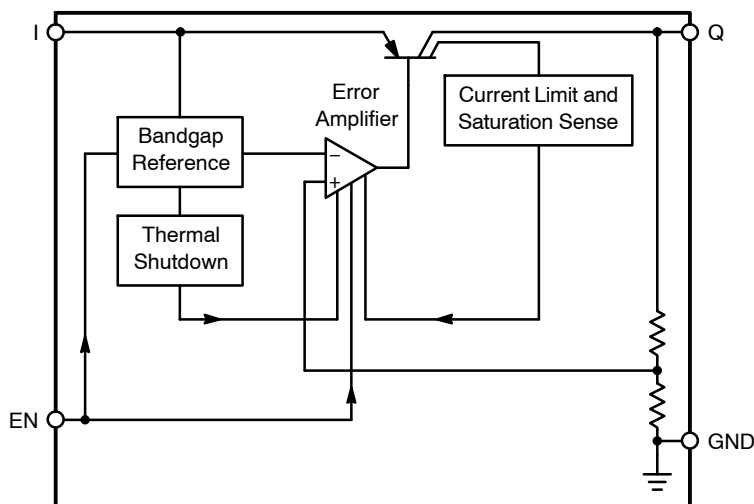 I
Q
Error
Amplifier
Current Limit and
Saturation Sense
Bandgap
Reference
−
+
Thermal
Shutdown
EN
GND